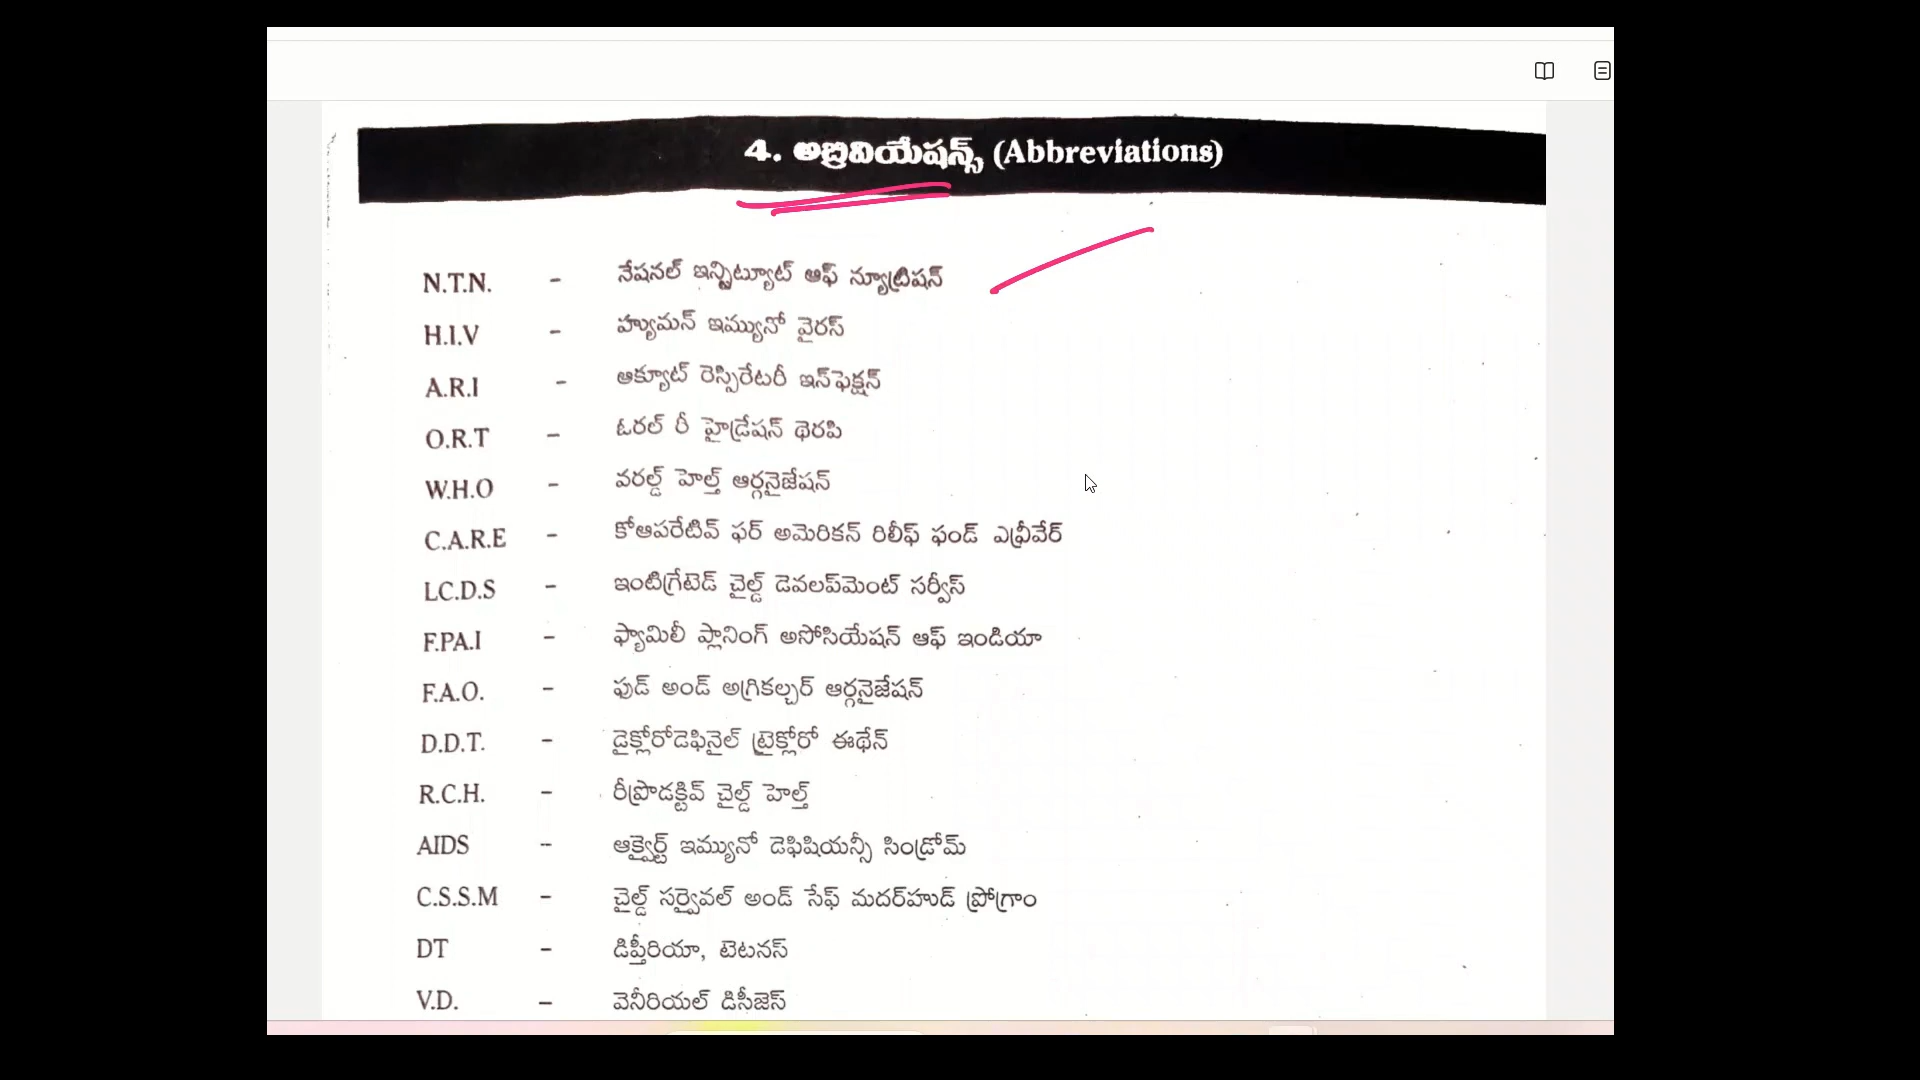 4. అబ్రివియేషన్స్ (Abbreviations)
N.T.N. - నేషనల్ ఇన్స్టిట్యూట్ ఆఫ్ న్యూట్రిషన్
H.I.V - హ్యుమన్ ఇమ్యునో వైరస్
A.R.I - ఆక్యూట్ రెస్పిరేటరీ ఇన్‌ఫెక్షన్
O.R.T - ఓరల్ రీ హైడ్రేషన్ థెరపి
W.H.O - వరల్డ్ హెల్త్ ఆర్గనైజేషన్
C.A.R.E - కోఆపరేటివ్ ఫర్ అమెరికన్ రిలీఫ్ ఫండ్ ఎవ్రీవేర్
I.C.D.S - ఇంటిగ్రేటెడ్ చైల్డ్ డెవలప్‌మెంట్ సర్వీస్
F.P.A.I - ఫ్యామిలీ ప్లానింగ్ అసోసియేషన్ ఆఫ్ ఇండియా
F.A.O. - ఫుడ్ అండ్ అగ్రికల్చర్ ఆర్గనైజేషన్
D.D.T. - డైక్లోరోడెఫినైల్ ట్రైక్లోరో ఈథేన్
R.C.H. - రీప్రొడక్టివ్ చైల్డ్ హెల్త్
AIDS - ఆక్వైర్డ్ ఇమ్యునో డెఫిషియన్సీ సిండ్రోమ్
C.S.S.M - చైల్డ్ సర్వైవల్ అండ్ సేఫ్ మదర్‌హుడ్ ప్రోగ్రాం
DT - డిప్తీరియా, టెటనస్
V.D. - వెనీరియల్ డిసీజెస్